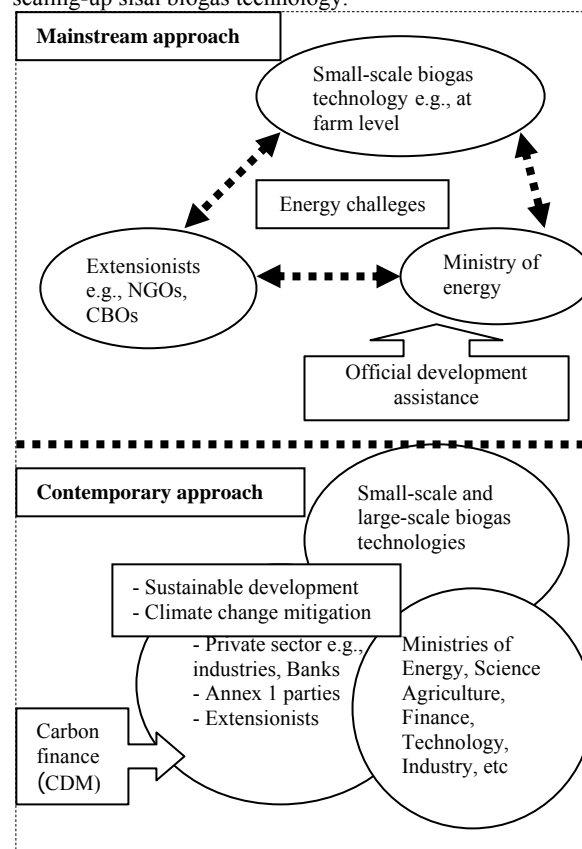 scaling-up sisal biogas technology.
Mainstream approach
Small-scale biogas
technology e.g., at
farm level
Energy challeges
Extensionists
e.g., NGOs,
CBOs
Ministry of
energy
Official development
assistance
Contemporary approach
Small-scale and
large-scale biogas
technologies
- Sustainable development
- Climate change mitigation
- Private sector e.g.,
industries, Banks
- Annex 1 parties
- Extensionists
Ministries of
Energy, Science
Agriculture,
Finance,
Technology,
Industry, etc
Carbon
finance
(CDM)